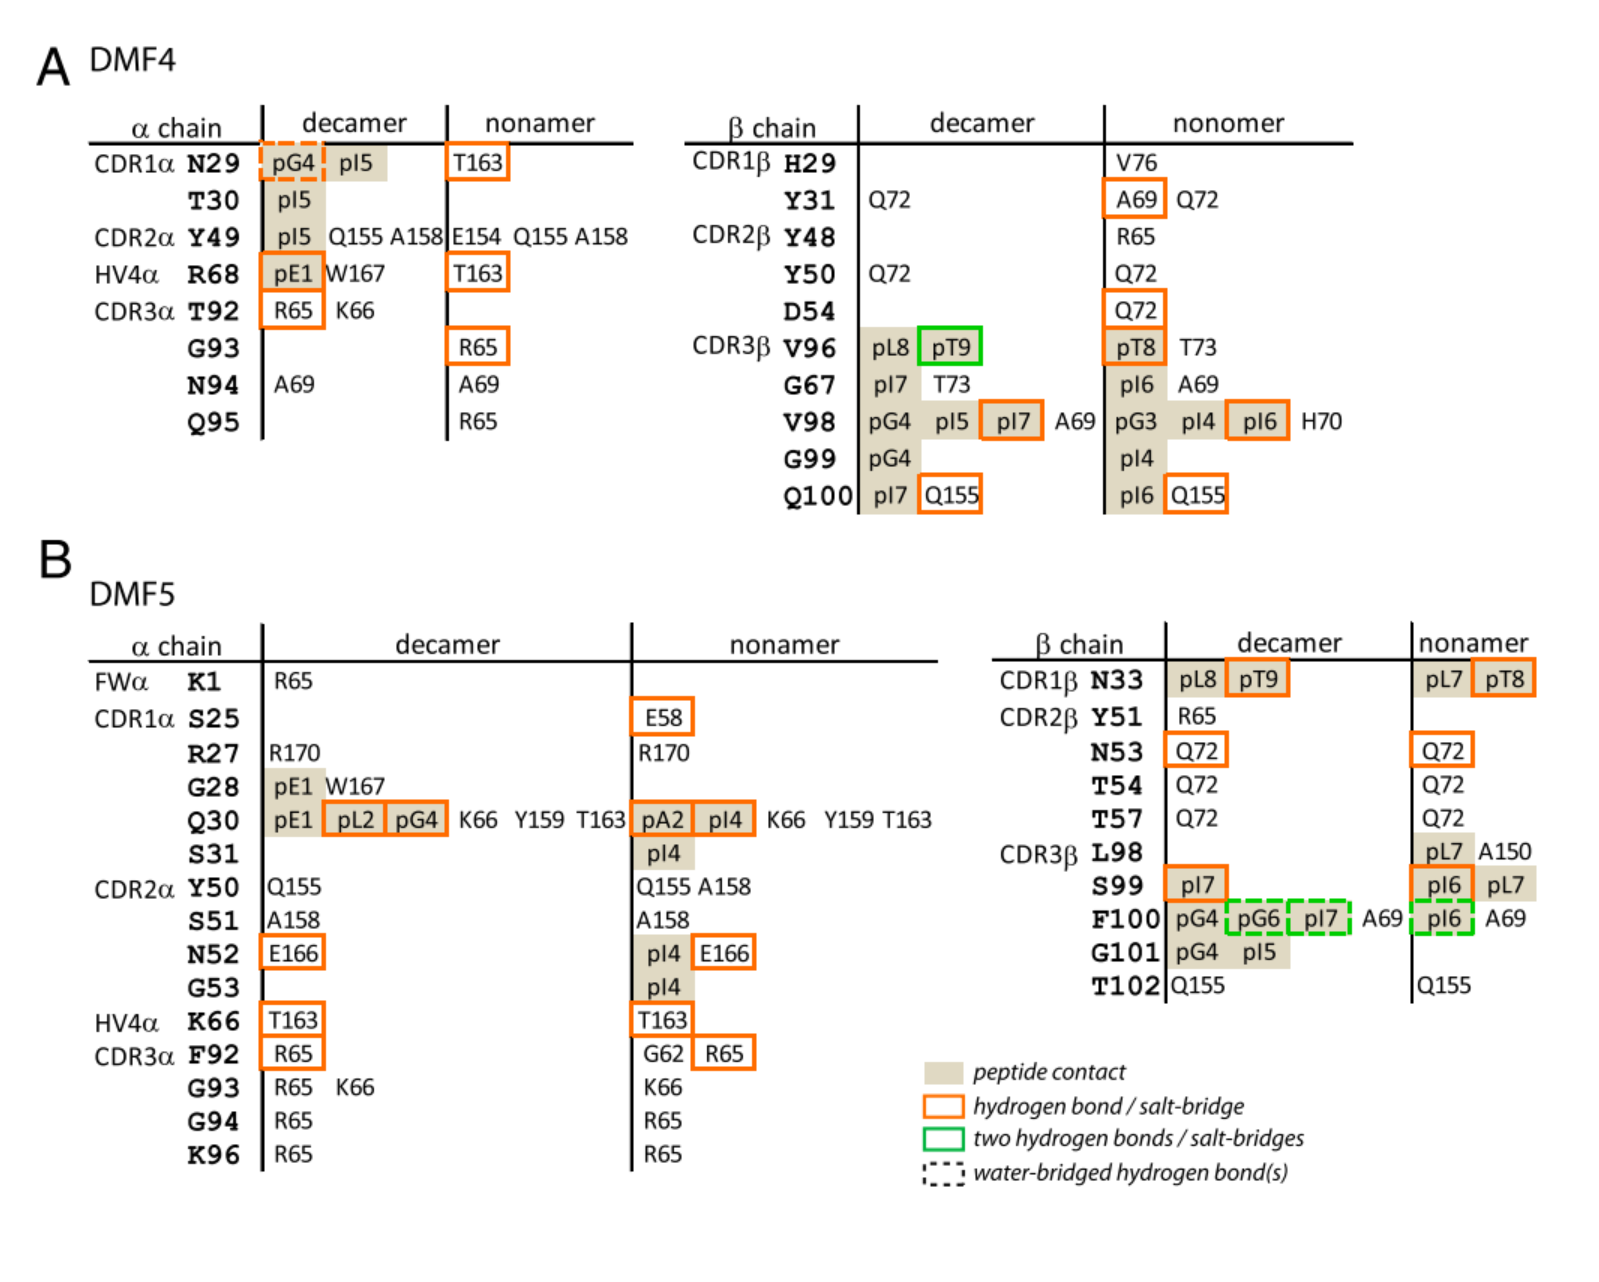 A DMF4
α chain decamer nonamer
CDR1α N29 pG4 pI5 T163
T30 pI5
CDR2α Y49 pI5 Q155 A158 E154 Q155 A158
HV4α R68 pE1 W167 T163
CDR3α T92 R65 K66
G93 R65
N94 A69 A69
Q95 R65
β chain decamer nonomer
CDR1β H29 V76
Y31 Q72 A69 Q72
CDR2β Y48 R65
Y50 Q72 Q72
D54 Q72
CDR3β V96 pL8 pT9 pT8 T73
G67 pI7 T73 pI6 A69
V98 pG4 pI5 pI7 A69 pG3 pI4 pI6 H70
G99 pG4 pI4
Q100 pI7 Q155 pI6 Q155
B
DMF5
α chain decamer nonamer
FWα K1 R65
CDR1α S25 E58
R27 R170 R170
G28 pE1 W167
Q30 pE1 pL2 pG4 K66 Y159 T163 pA2 pI4 K66 Y159 T163
S31 pI4
CDR2α Y50 Q155 Q155 A158
S51 A158 A158
N52 E166 pI4 E166
G53 pI4
HV4α K66 T163 T163
CDR3α F92 R65 G62 R65
G93 R65 K66 K66
G94 R65 R65
K96 R65 R65
β chain decamer nonamer
CDR1β N33 pL8 pT9 pL7 pT8
CDR2β Y51 R65
N53 Q72 Q72
T54 Q72 Q72
T57 Q72 Q72
CDR3β L98 pL7 A150
S99 pI7 pI6 pL7
F100 pG4 pG6 pI7 A69 pI6 A69
G101 pG4 pI5
T102 Q155 Q155
peptide contact
hydrogen bond / salt-bridge
two hydrogen bonds / salt-bridges
water-bridged hydrogen bond(s)